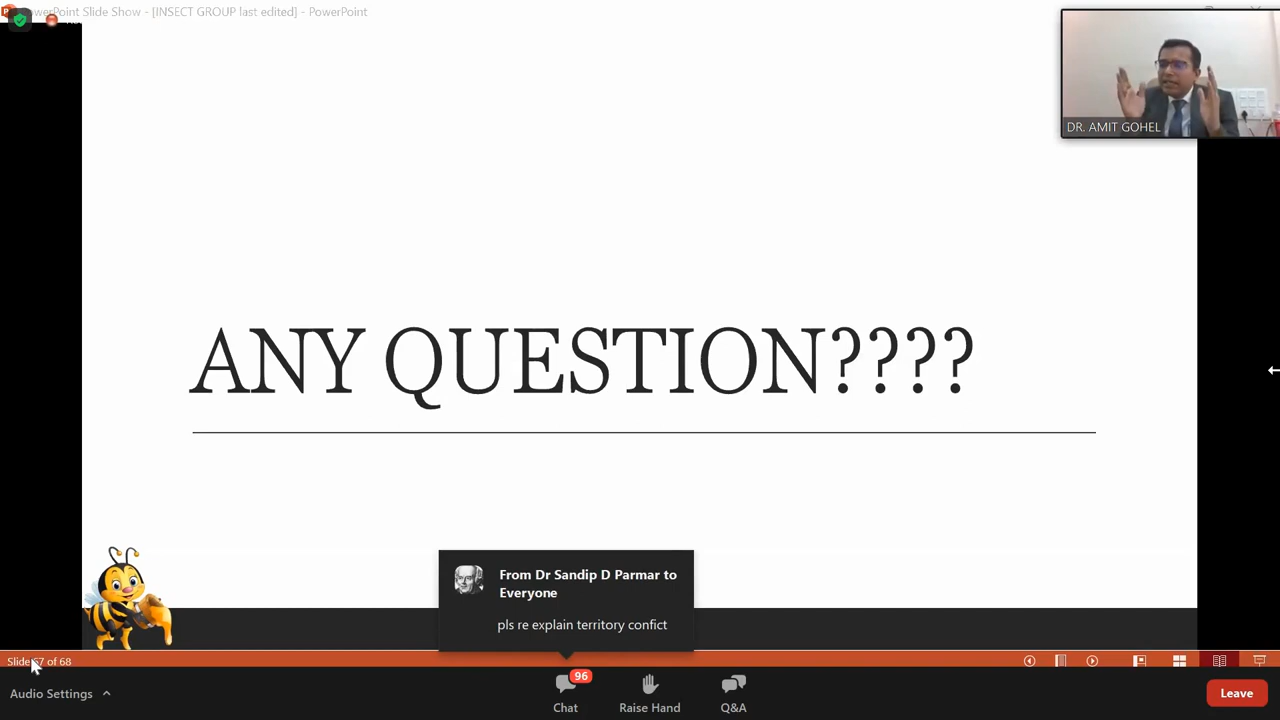 PowerPoint Slide Show - [INSECT GROUP last edited] - PowerPoint
DR. AMIT GOHEL
ANY QUESTION????
From Dr Sandip D Parmar to
Everyone
pls re explain territory confict
Slide 67 of 68
Audio Settings
96
Chat
Raise Hand
Q&A
Leave